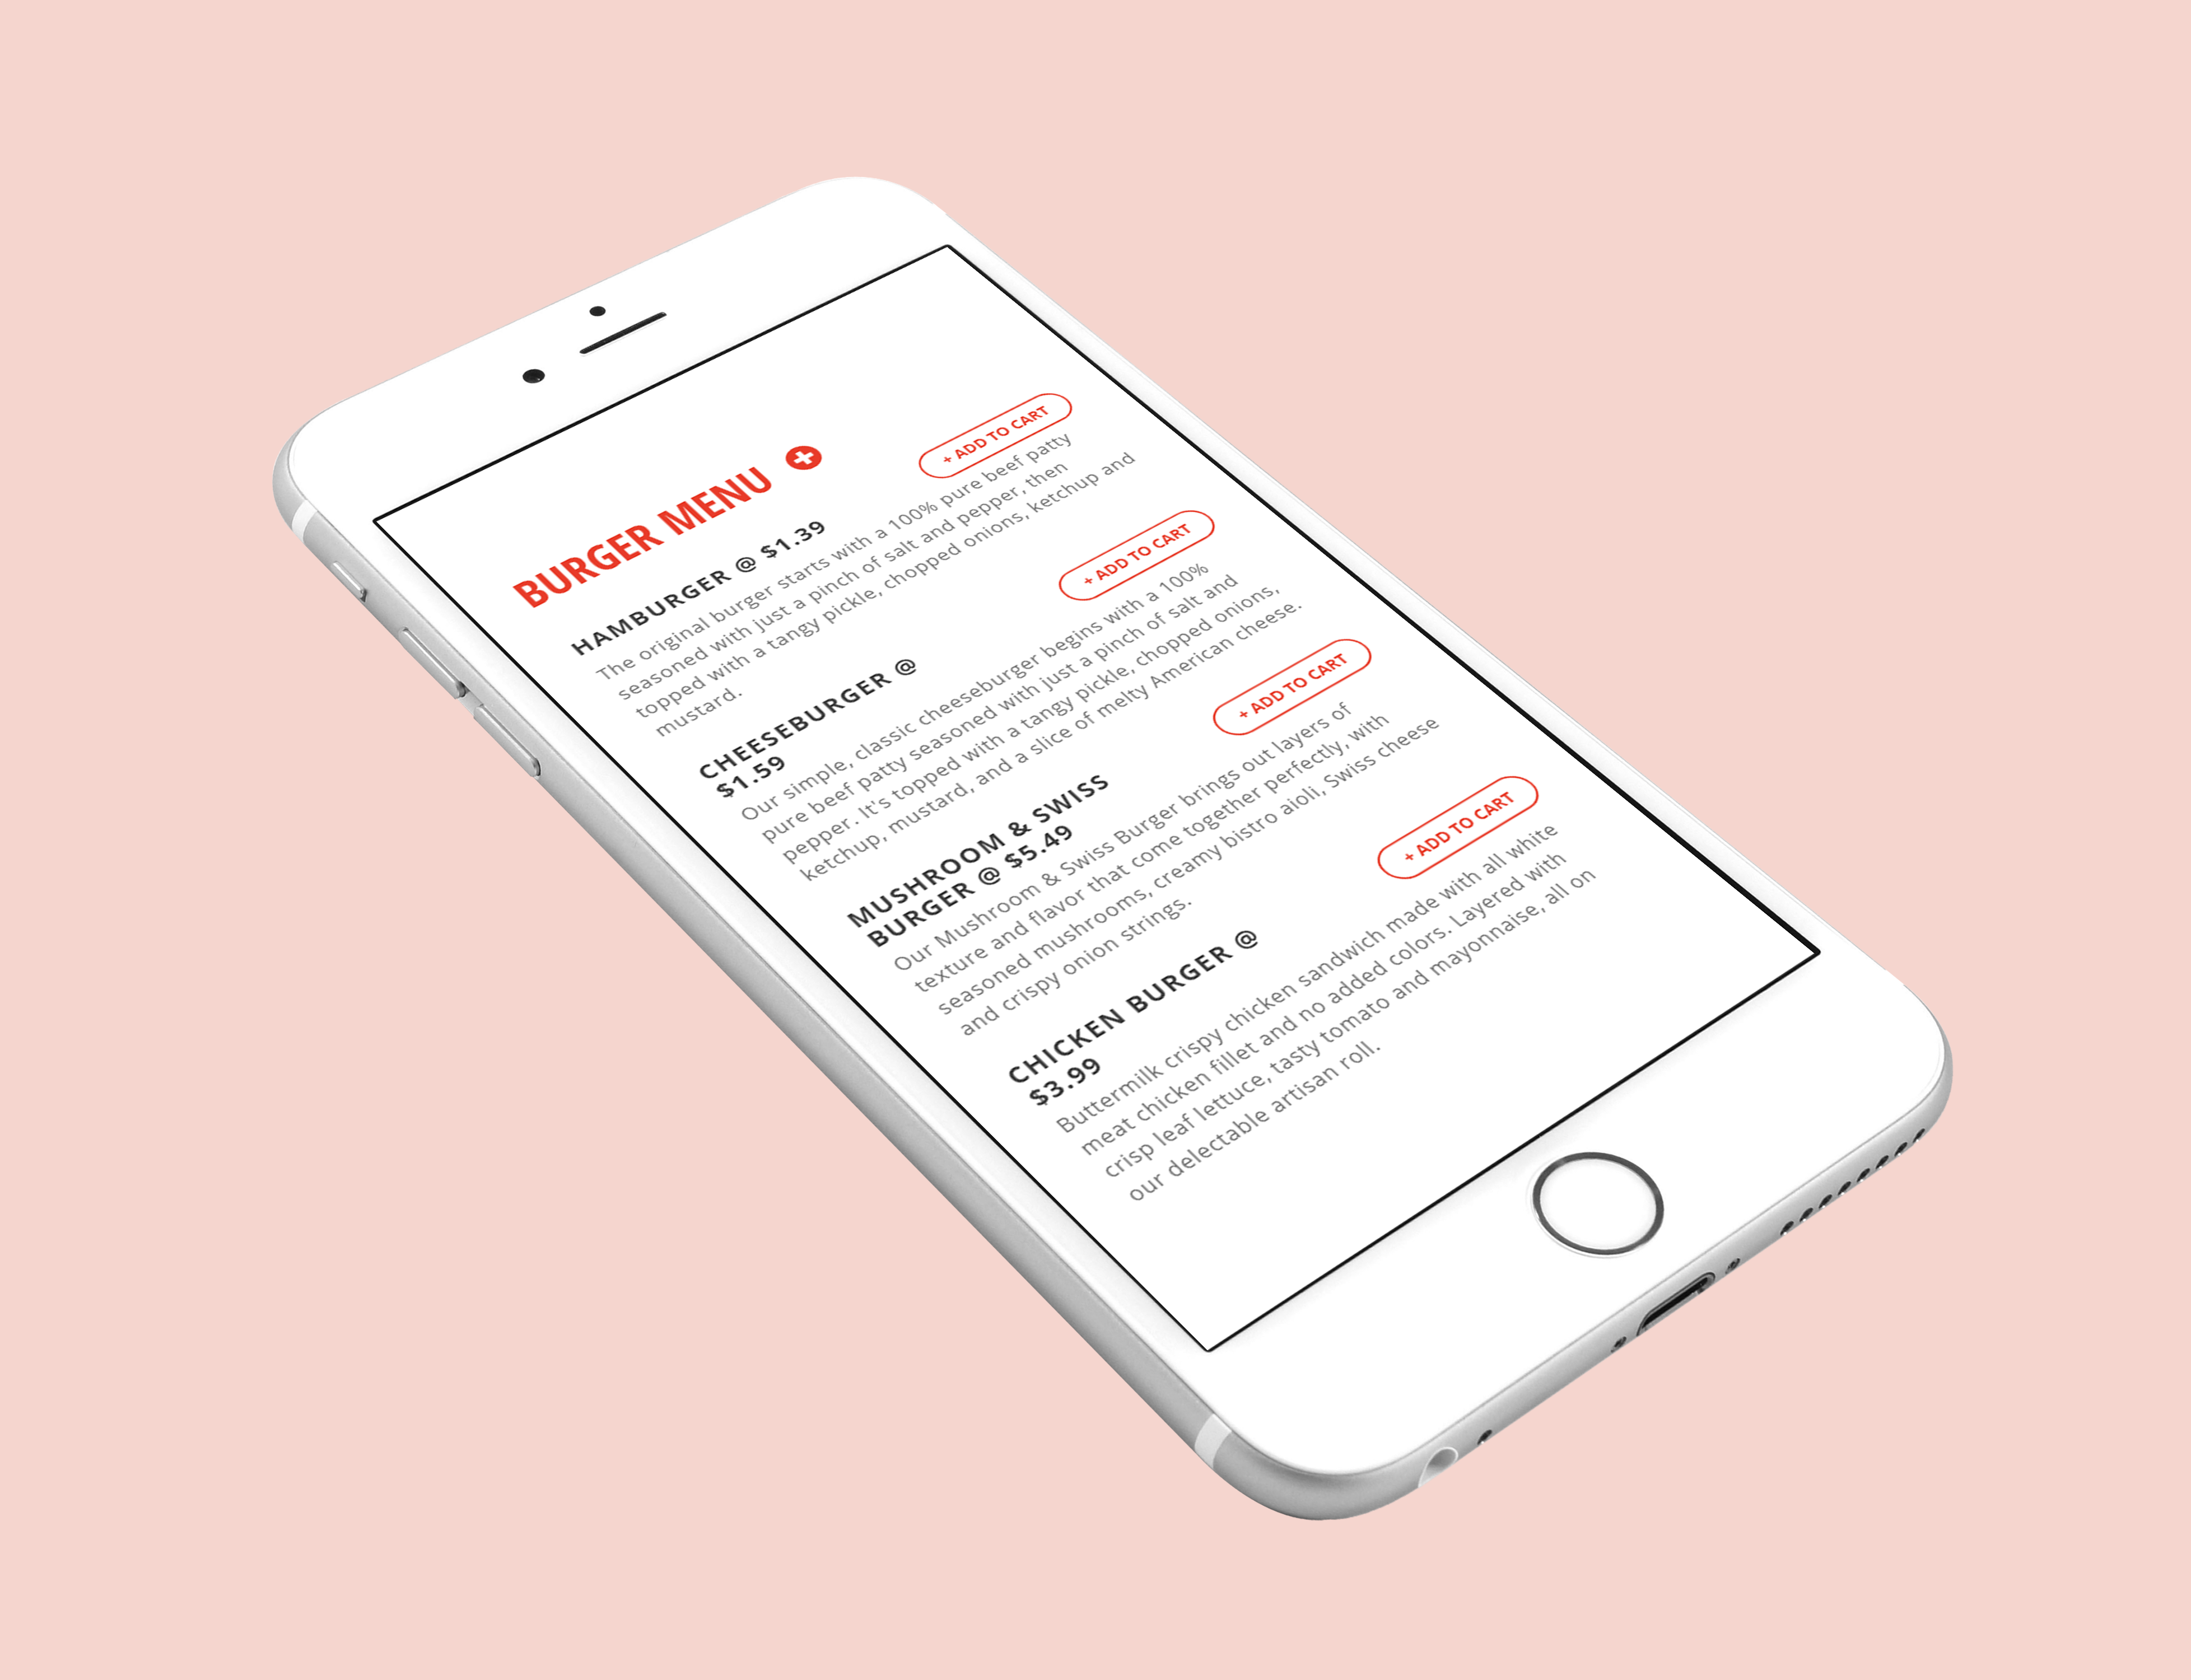 BURGER MENU
+ ADD TO CART
HAMBURGER @ $1.39
The original burger starts with a 100% pure beef patty
seasoned with just a pinch of salt and pepper, then
topped with a tangy pickle, chopped onions, ketchup and
mustard.
+ ADD TO CART
CHEESEBURGER @
$1.59
Our simple, classic cheeseburger begins with a 100%
pure beef patty seasoned with just a pinch of salt and
pepper. It's topped with a tangy pickle, chopped onions,
ketchup, mustard, and a slice of melty American cheese.
+ ADD TO CART
MUSHROOM & SWISS
BURGER @ $5.49
Our Mushroom & Swiss Burger brings out layers of
texture and flavor that come together perfectly, with
seasoned mushrooms, creamy bistro aioli, Swiss cheese
and crispy onion strings.
+ ADD TO CART
CHICKEN BURGER @
$3.99
Buttermilk crispy chicken sandwich made with all white
meat chicken fillet and no added colors. Layered with
crisp leaf lettuce, tasty tomato and mayonnaise, all on
our delectable artisan roll.